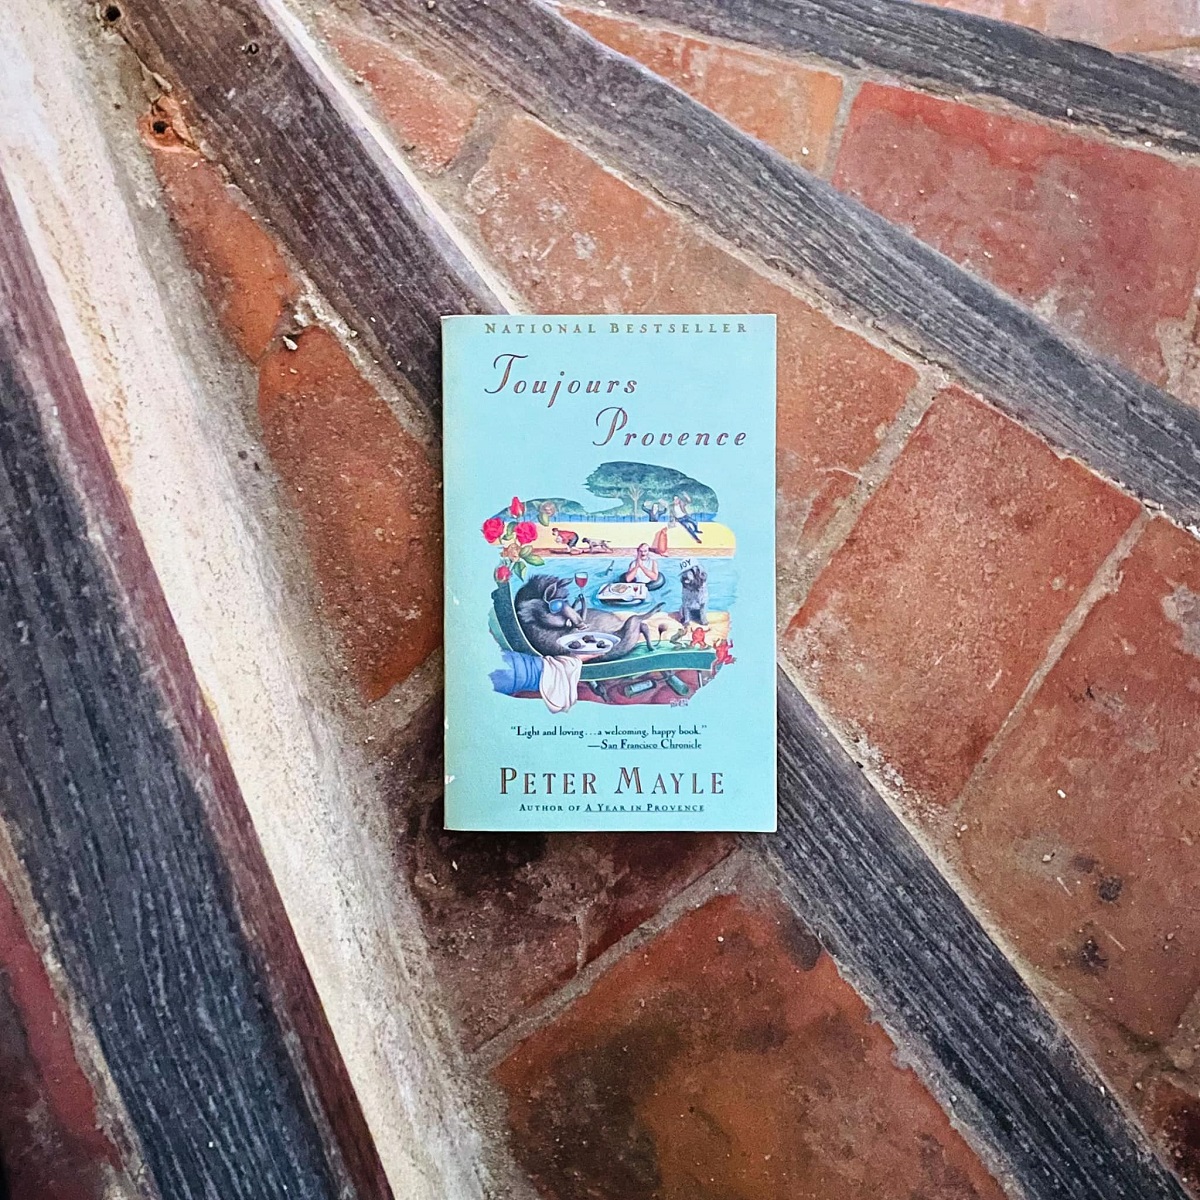 NATIONAL BESTSELLER
Toujours
Provence
JOY
"Light and loving...a welcoming, happy book."
—San Francisco Chronicle
PETER MAYLE
AUTHOR OF A YEAR IN PROVENCE